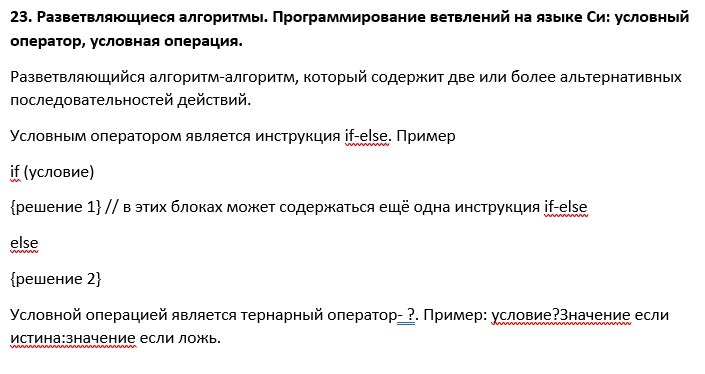 23. Разветвляющиеся алгоритмы. Программирование ветвлений на языке Си: условный
оператор, условная операция.
Разветвляющийся алгоритм-алгоритм, который содержит две или более альтернативных
последовательностей действий.
Условным оператором является инструкция if-else. Пример
if (условие)
{решение 1} // в этих блоках может содержаться ещё одна инструкция if-else
else
{решение 2}
Условной операцией является тернарный оператор- ?. Пример: условие?Значение если
истина:значение если ложь.